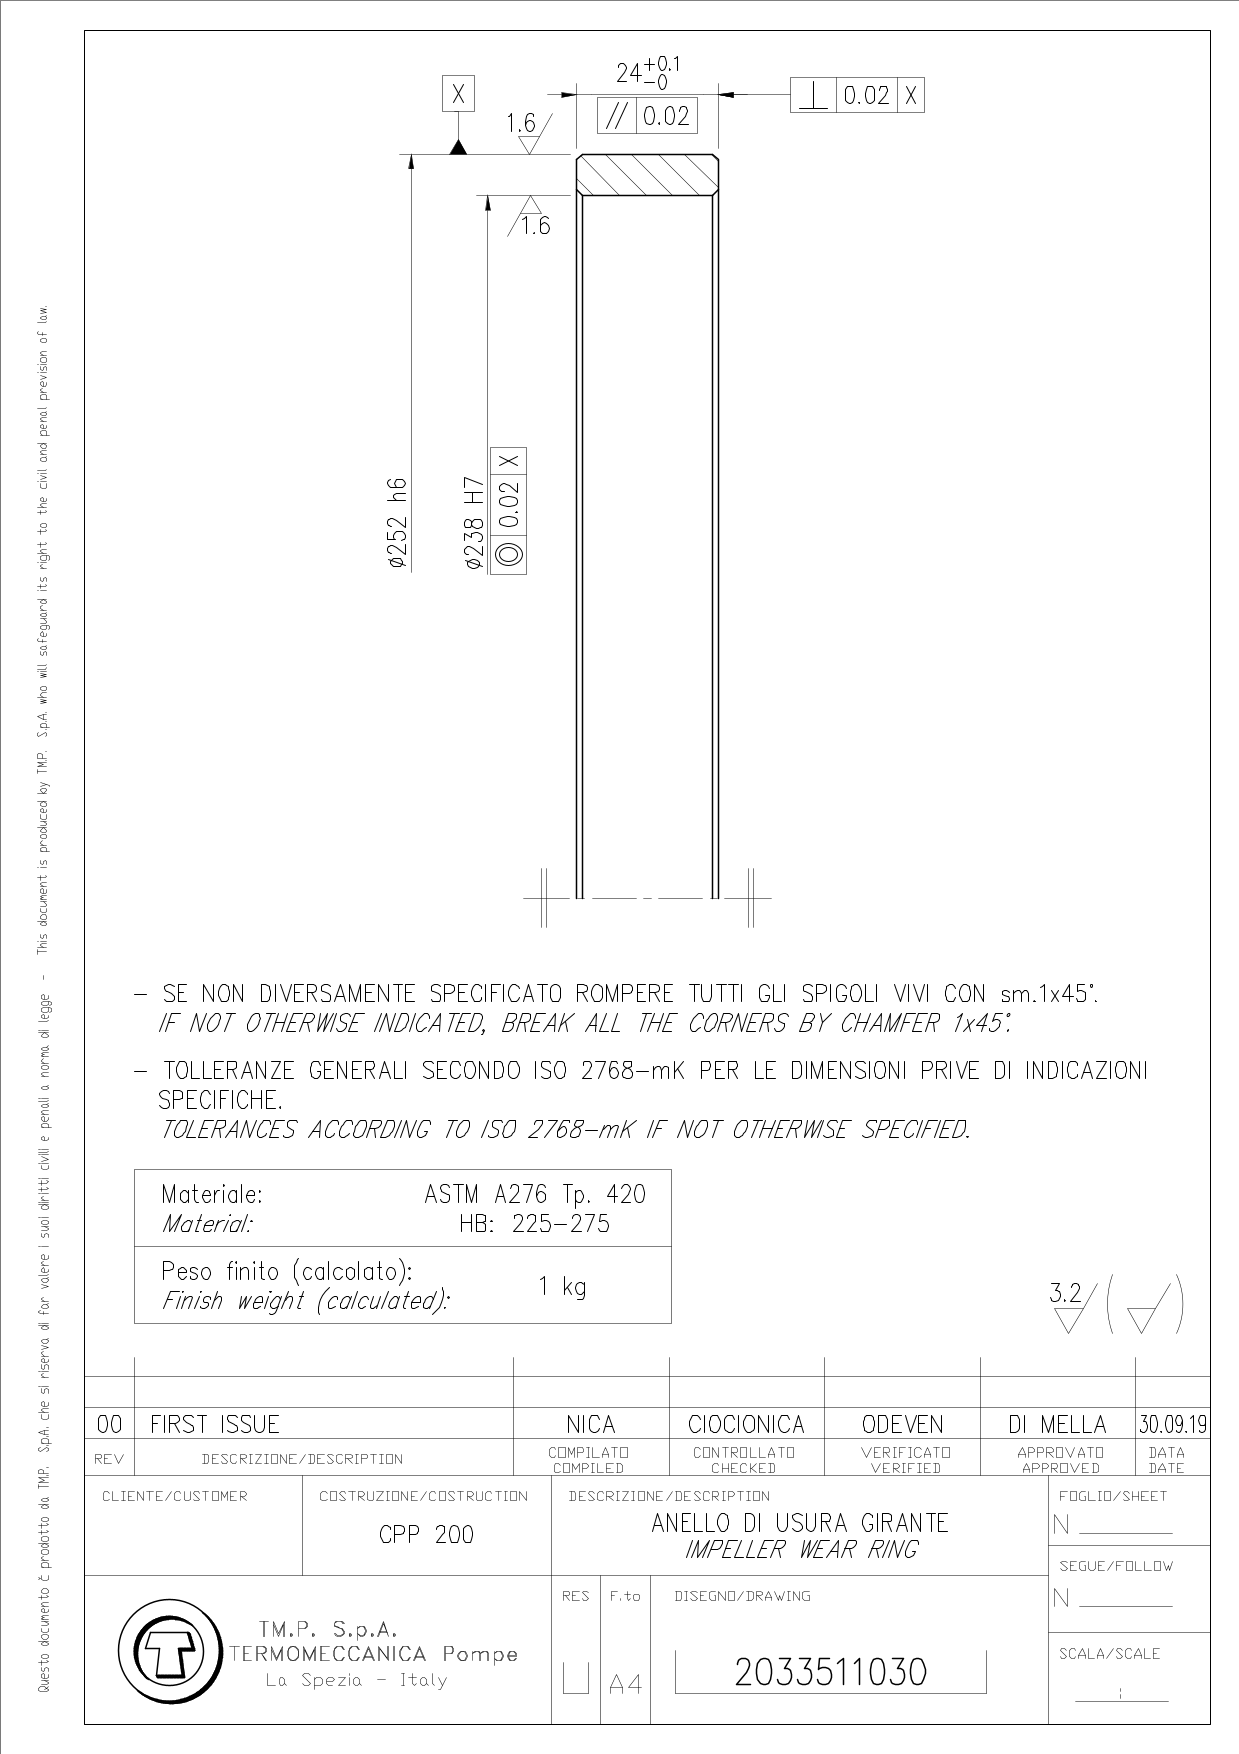 24 +0.1 -0
// 0.02
⊥ 0.02 X
X
1.6
1.6
ø252 h6
ø238 H7
◎ 0.02 X
- SE NON DIVERSAMENTE SPECIFICATO ROMPERE TUTTI GLI SPIGOLI VIVI CON sm.1x45°.
IF NOT OTHERWISE INDICATED, BREAK ALL THE CORNERS BY CHAMFER 1x45°.
- TOLLERANZE GENERALI SECONDO ISO 2768-mK PER LE DIMENSIONI PRIVE DI INDICAZIONI
SPECIFICHE.
TOLERANCES ACCORDING TO ISO 2768-mK IF NOT OTHERWISE SPECIFIED.
Materiale: ASTM A276 Tp. 420
Material: HB: 225-275
Peso finito (calcolato):
Finish weight (calculated):
1 kg
3.2
00 FIRST ISSUE NICA CIOCIONICA ODEVEN DI MELLA 30.09.19
REV DESCRIZIONE/DESCRIPTION
COMPILATO CONTROLLATO VERIFICATO APPROVATO DATA
COMPILED CHECKED VERIFIED APPROVED DATE
CLIENTE/CUSTOMER
COSTRUZIONE/COSTRUCTION
CPP 200
DESCRIZIONE/DESCRIPTION
ANELLO DI USURA GIRANTE
IMPELLER WEAR RING
FOGLIO/SHEET
N
SEGUE/FOLLOW
N
SCALA/SCALE
:
T
TM.P. S.p.A.
TERMOMECCANICA Pompe
La Spezia - Italy
RES
F.to
A4
DISEGNO/DRAWING
2033511030
Questo documento č prodotto da TM.P. S.p.A. che si riserva di far valere i suoi diritti civili e penali a norma di legge - This document is produced by TM.P. S.p.A. who will safeguard its right to the civil and penal prevision of law.